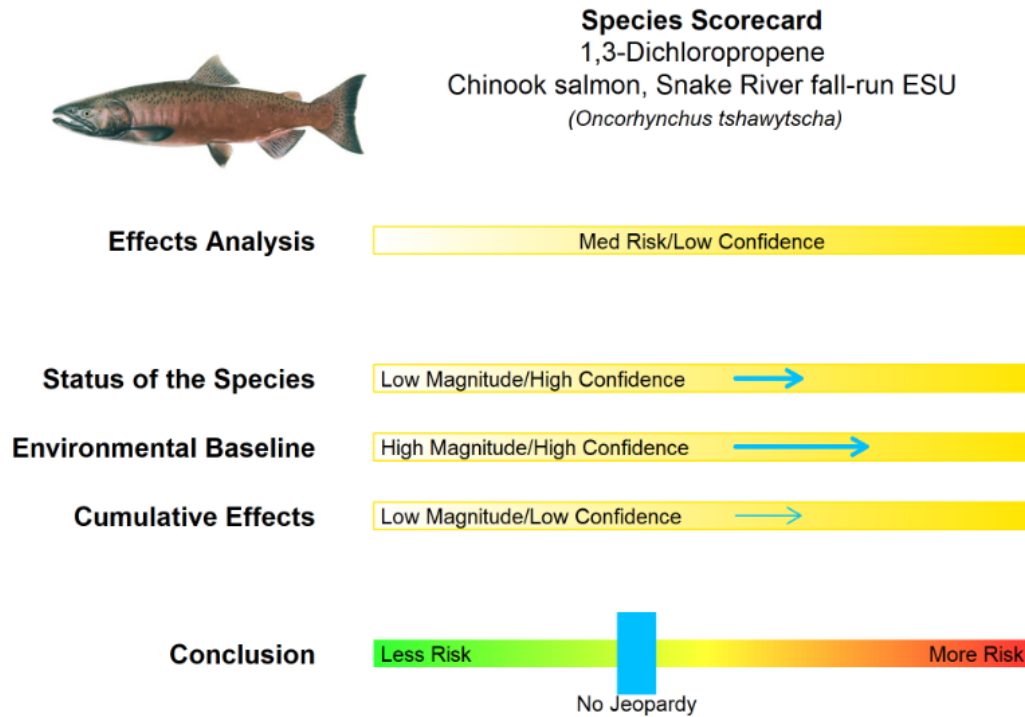 Species Scorecard
1,3-Dichloropropene
Chinook salmon, Snake River fall-run ESU
(Oncorhynchus tshawytscha)
Effects Analysis
Med Risk/Low Confidence
Status of the Species
Low Magnitude/High Confidence
Environmental Baseline
High Magnitude/High Confidence
Cumulative Effects
Low Magnitude/Low Confidence
Conclusion
Less Risk
More Risk
No Jeopardy